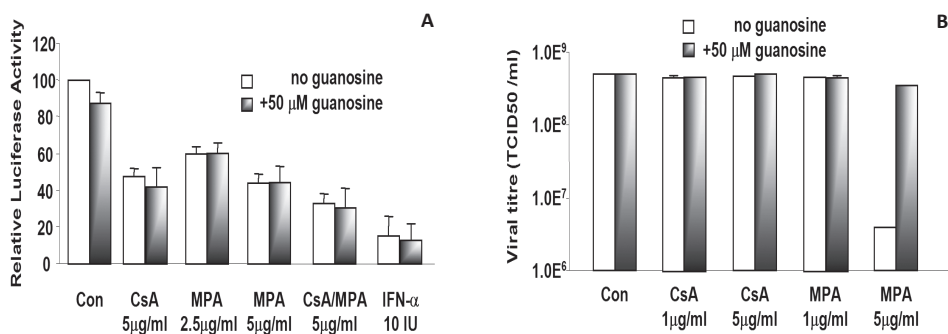 A
Relative Luciferase Activity
120
100
80
60
40
20
0
no guanosine
+50 μM guanosine
Con CsA MPA MPA CsA/MPA IFN-α
5μg/ml 2.5μg/ml 5μg/ml 5μg/ml 10 IU
B
Viral titre (TCID50 /ml)
no guanosine
+50 μM guanosine
1.0E⁹
1.0E⁸
1.0E⁷
1.0E⁶
Con CsA CsA MPA MPA
1μg/ml 5μg/ml 1μg/ml 5μg/ml